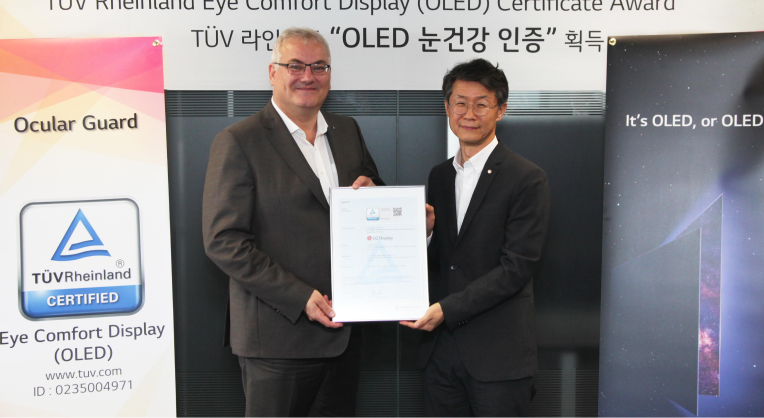 TÜV Rheinland Eye Comfort Display (OLED) Certificate Award
TÜV 라인 "OLED 눈건강 인증" 획득
Ocular Guard
TÜVRheinland ®
CERTIFIED
Eye Comfort Display
(OLED)
www.tuv.com
ID : 0235004971
It's OLED, or OLED
LG Display